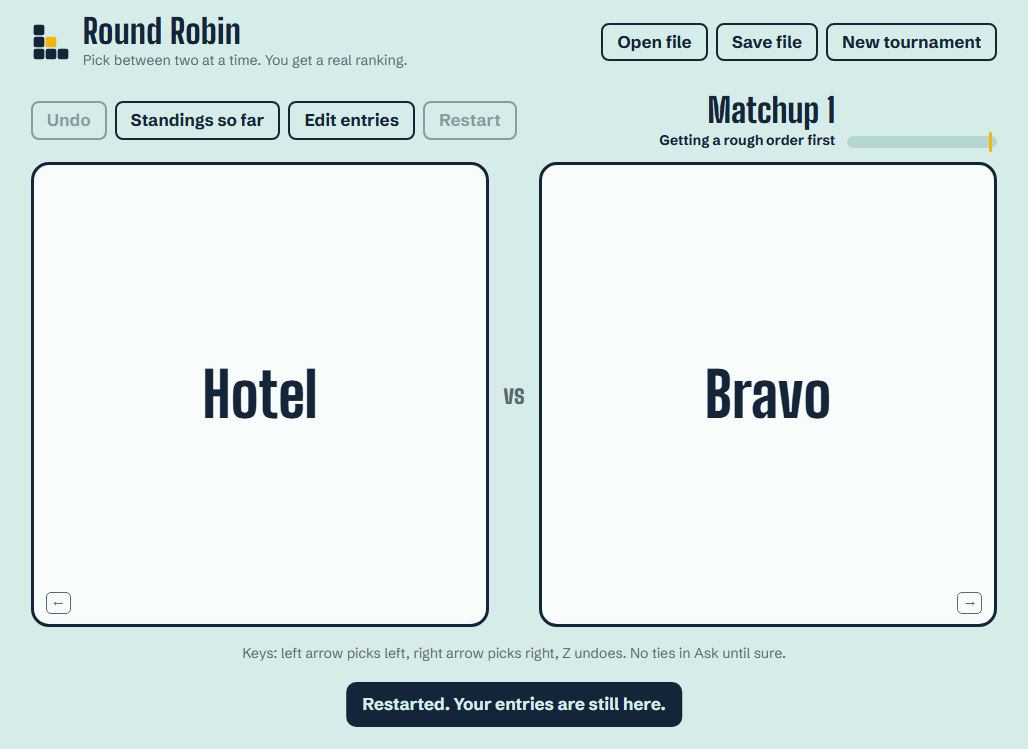 Round Robin
Pick between two at a time. You get a real ranking.
Open file
Save file
New tournament
Undo
Standings so far
Edit entries
Restart
Matchup 1
Getting a rough order first
Hotel
vs
Bravo
←
→
Keys: left arrow picks left, right arrow picks right, Z undoes. No ties in Ask until sure.
Restarted. Your entries are still here.